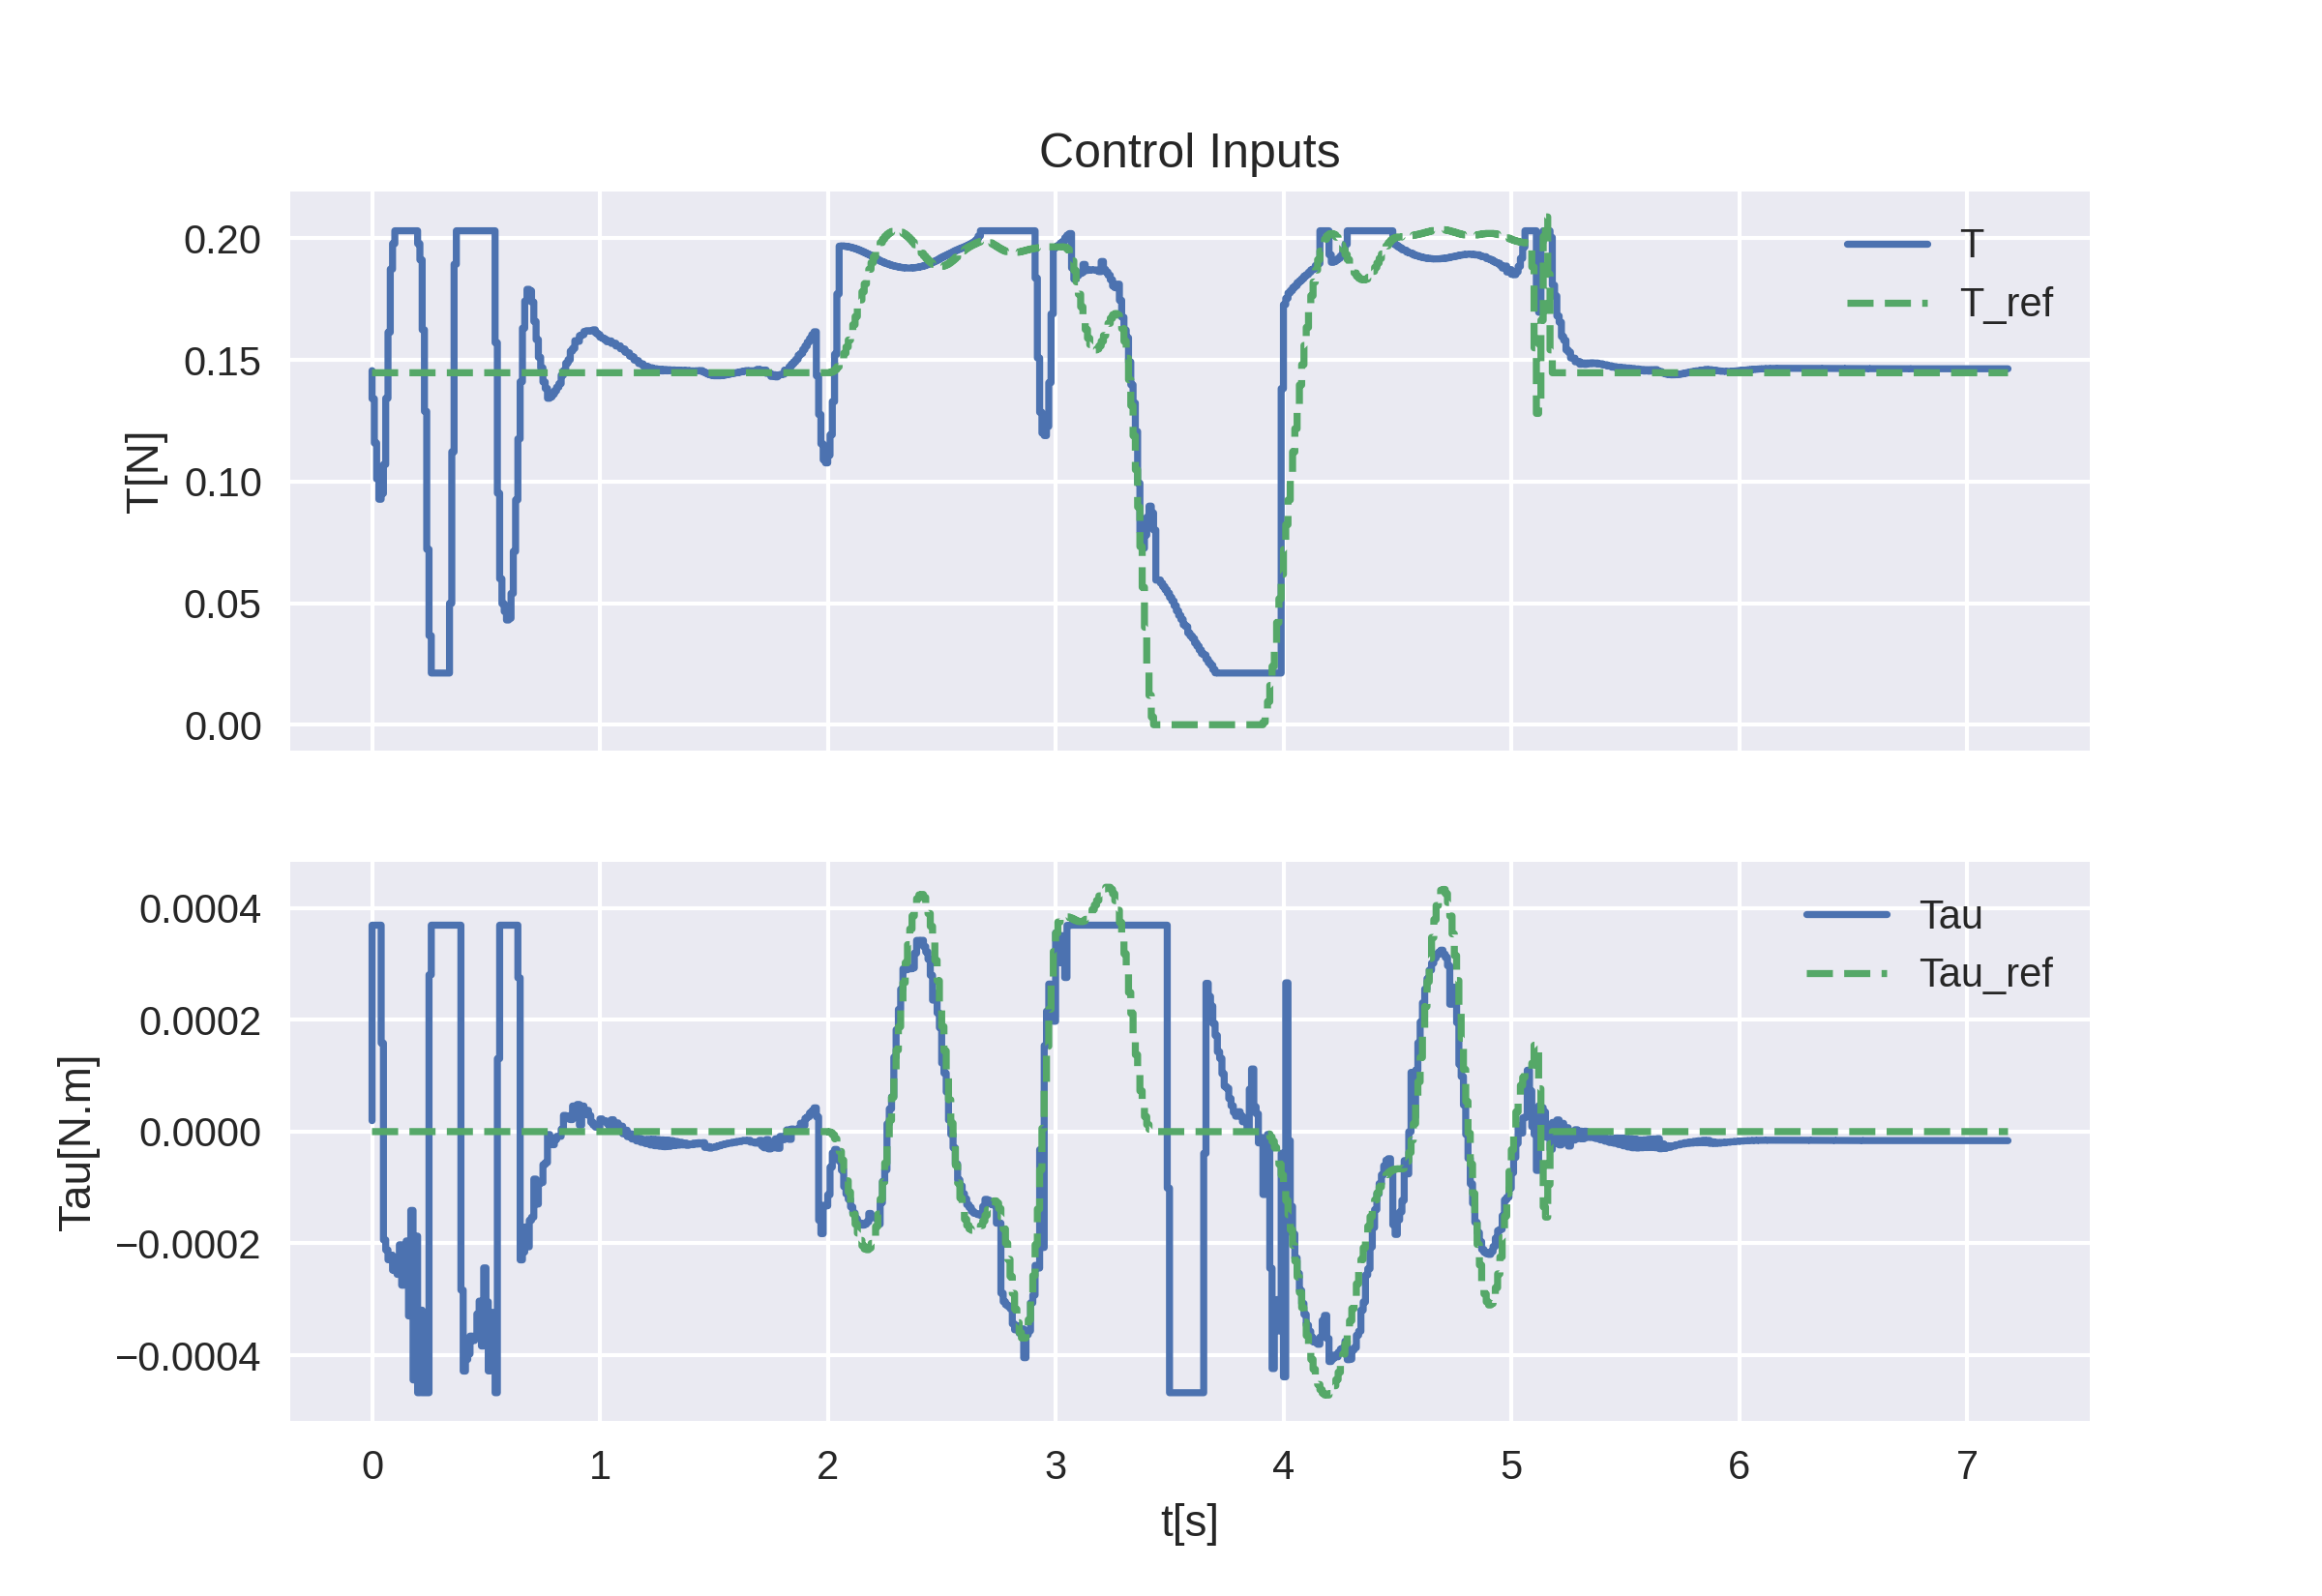 Control Inputs
T[N]
0.20
0.15
0.10
0.05
0.00
T
T_ref
Tau[N.m]
0.0004
0.0002
0.0000
−0.0002
−0.0004
Tau
Tau_ref
0 1 2 3 4 5 6 7
t[s]